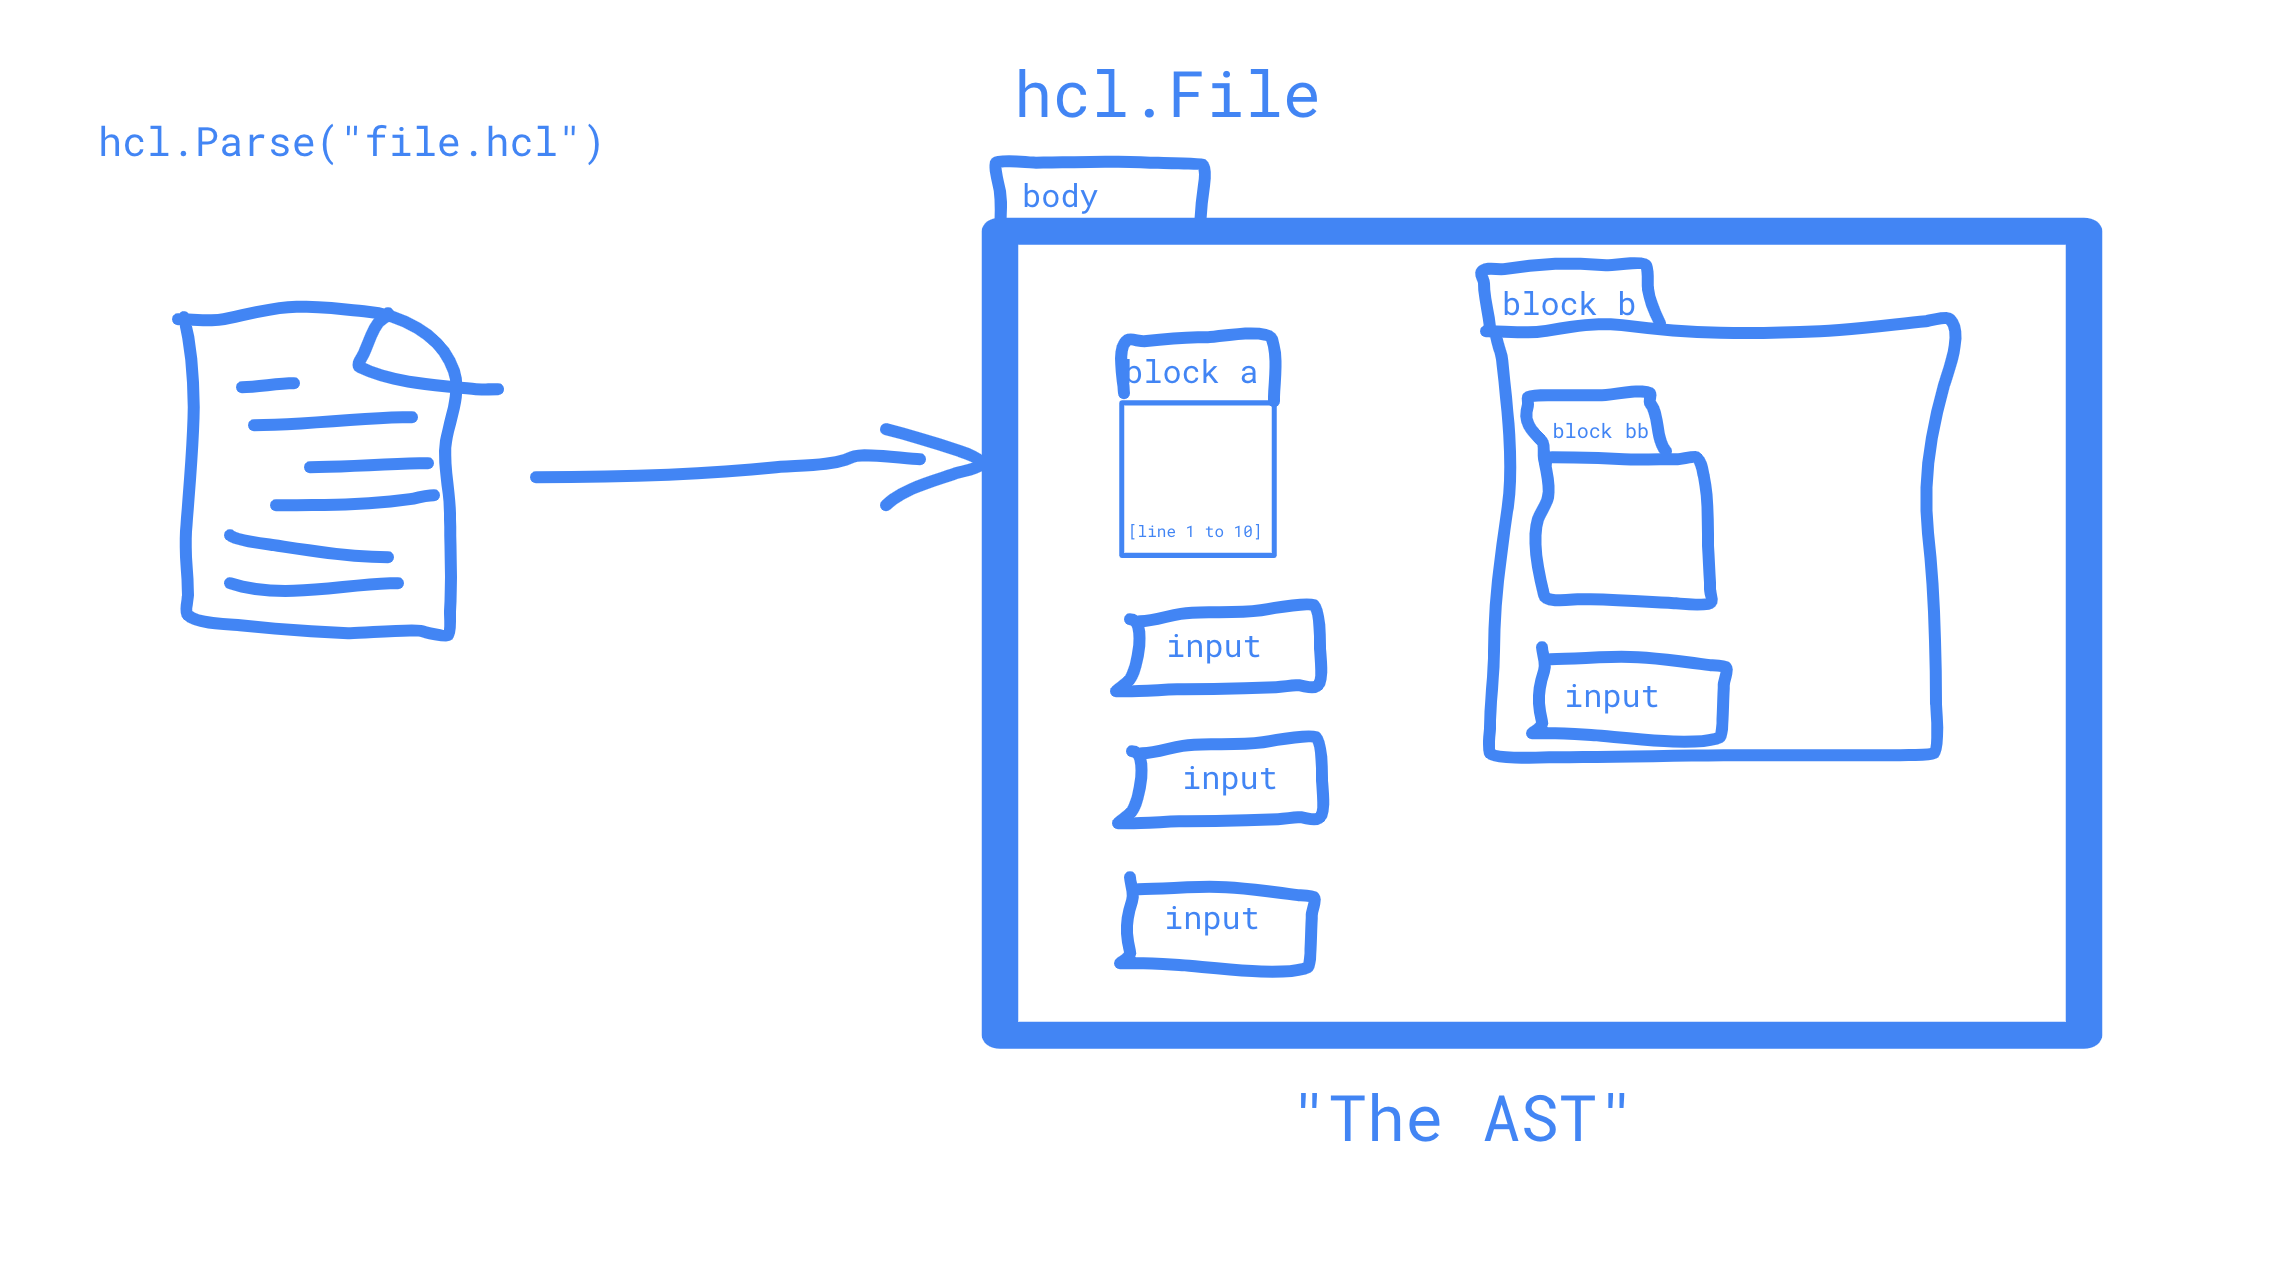 hcl.Parse("file.hcl")
hcl.File
body
block a
[line 1 to 10]
input
input
input
block b
block bb
input
"The AST"